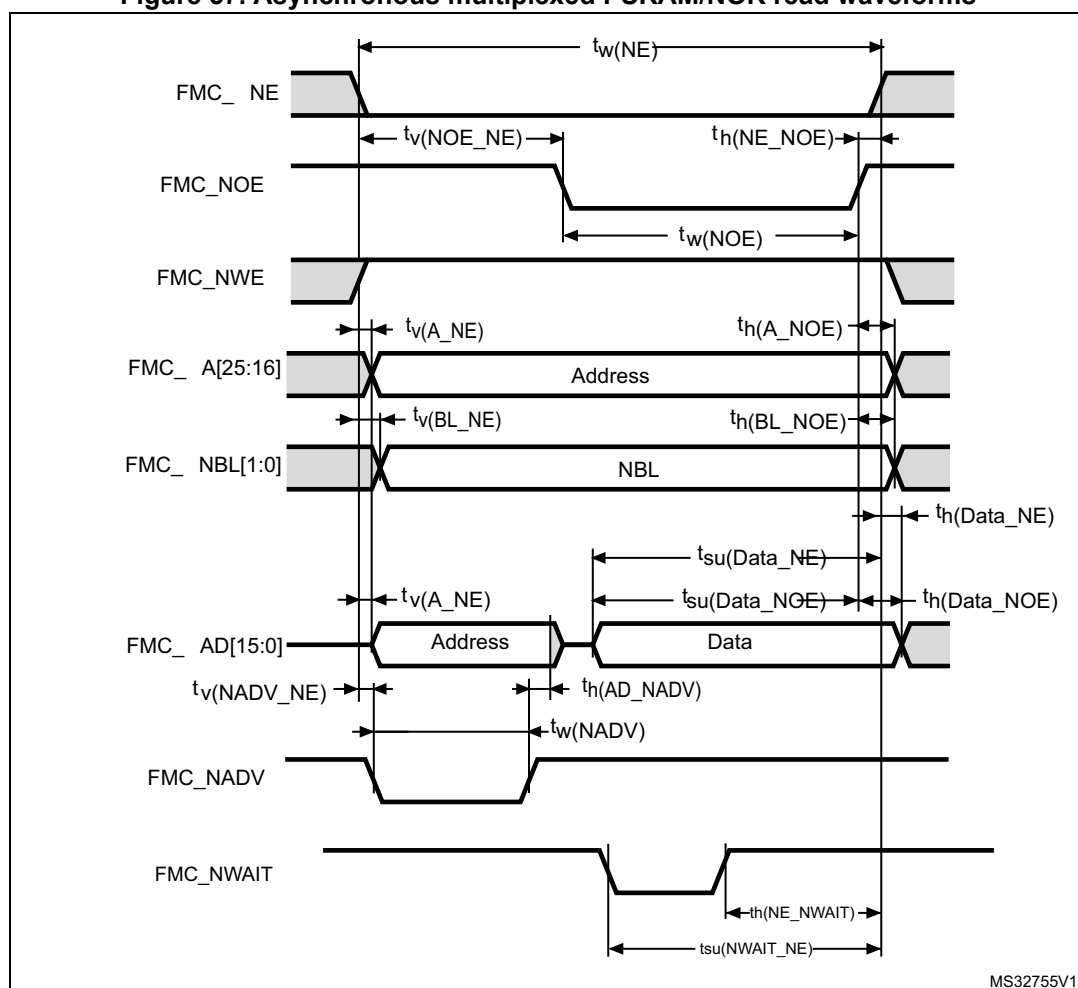 Figure 37. Asynchronous multiplexed PSRAM/NOR read waveforms
tw(NE)
FMC_ NE
tv(NOE_NE)
th(NE_NOE)
FMC_NOE
tw(NOE)
FMC_NWE
tv(A_NE)
th(A_NOE)
FMC_ A[25:16]
Address
tv(BL_NE)
th(BL_NOE)
FMC_ NBL[1:0]
NBL
th(Data_NE)
tsu(Data_NE)
tv(A_NE)
tsu(Data_NOE)
th(Data_NOE)
FMC_ AD[15:0]
Address
Data
tv(NADV_NE)
th(AD_NADV)
tw(NADV)
FMC_NADV
FMC_NWAIT
th(NE_NWAIT)
tsu(NWAIT_NE)
MS32755V1